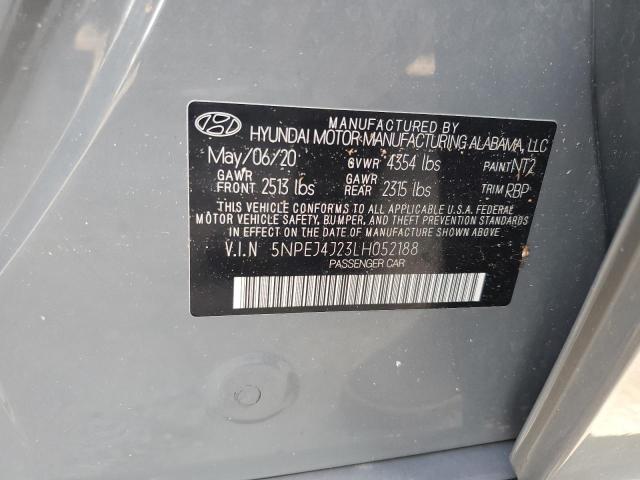 MANUFACTURED BY
HYUNDAI MOTOR MANUFACTURING ALABAMA, LLC
May/06/20 GVWR 4354 lbs PAINT NT2
GAWR FRONT 2513 lbs GAWR REAR 2315 lbs TRIM RBP
THIS VEHICLE CONFORMS TO ALL APPLICABLE U.S.A. FEDERAL
MOTOR VEHICLE SAFETY, BUMPER, AND THEFT PREVENTION STANDARDS
IN EFFECT ON THE DATE OF MANUFACTURE SHOWN ABOVE.
V.I.N 5NPEJ4J23LH052188
PASSENGER CAR